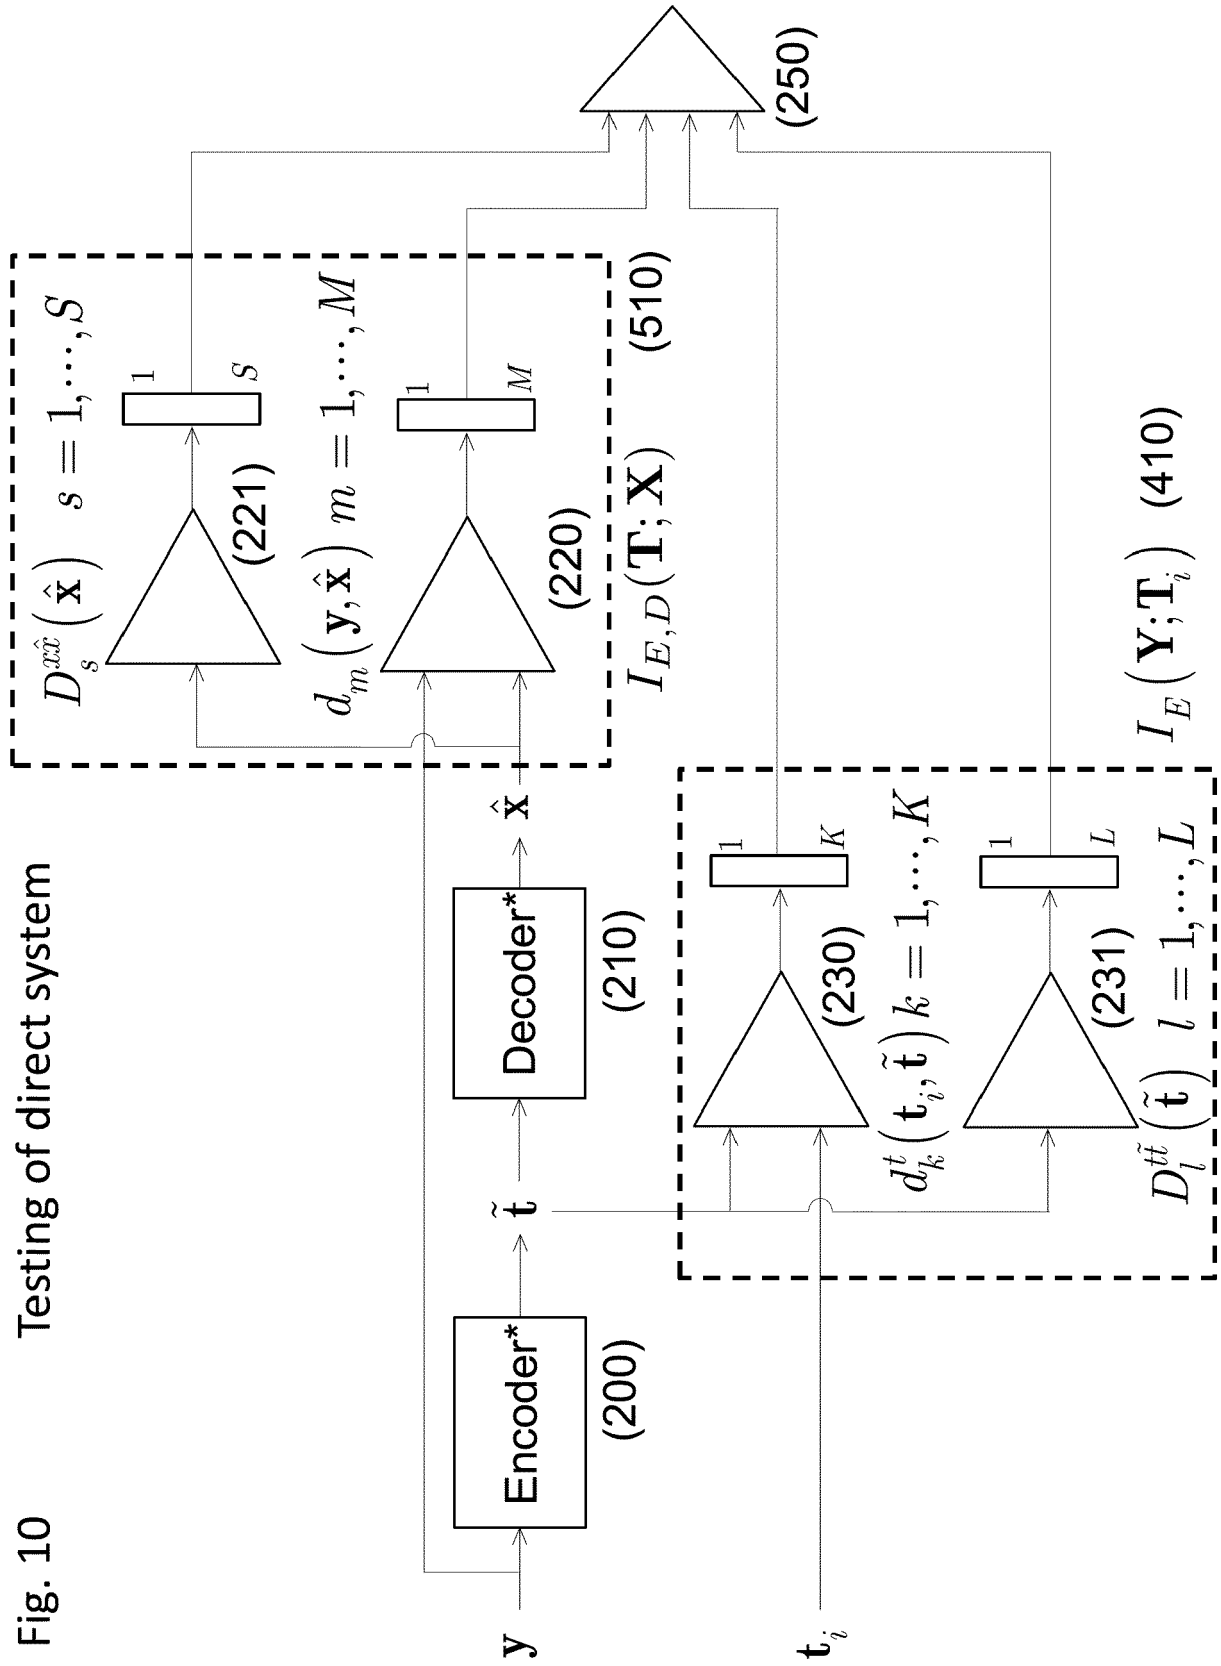 Fig. 10
Testing of direct system
D_s^{xx̂}(x̂) s = 1,⋯,S
1
S
(221)
d_m(y,x̂) m = 1,⋯,M
1
M
(220)
(510)
I_{E,D}(T;X)
(250)
y
Encoder*
(200)
t̃
Decoder*
(210)
x̂
1
K
(230)
d_k^t(t_i,t̃) k = 1,⋯,K
t_i
1
L
(231)
D_l^{t̃t}(t̃) l = 1,⋯,L
I_E(Y;T_i) (410)